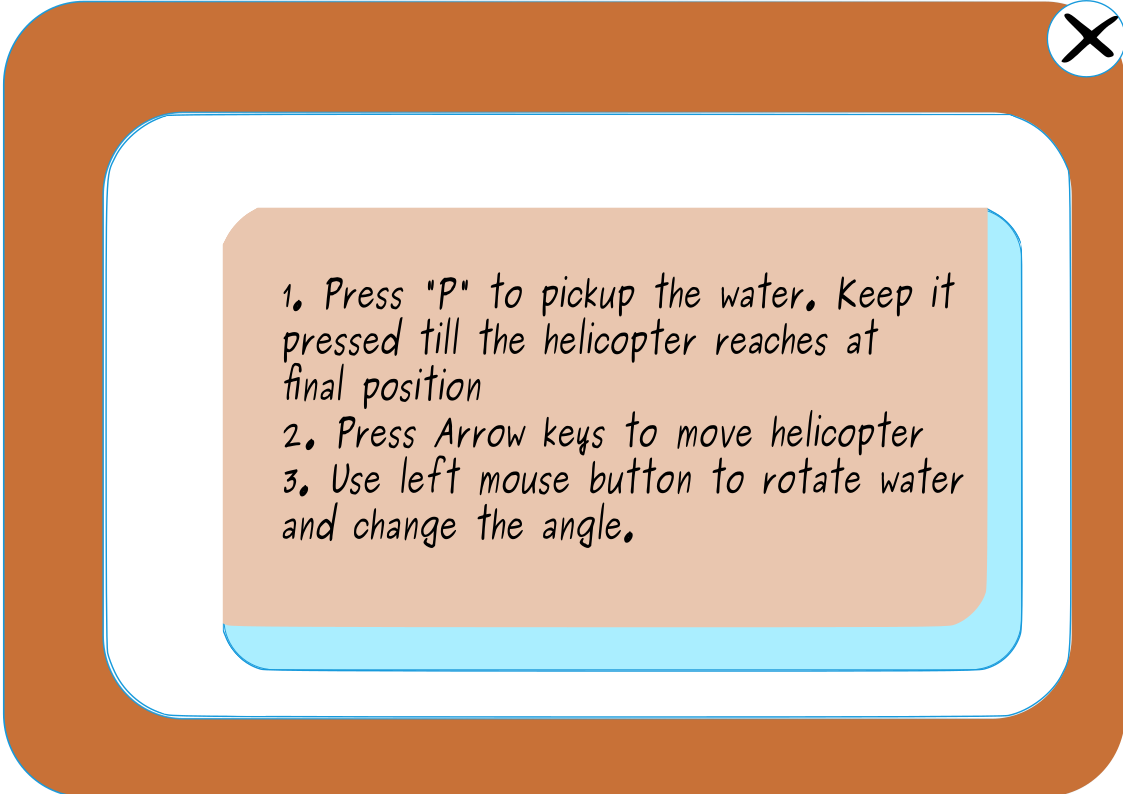 1. Press "P" to pickup the water. Keep it
pressed till the helicopter reaches at
final position
2. Press Arrow keys to move helicopter
3. Use left mouse button to rotate water
and change the angle.